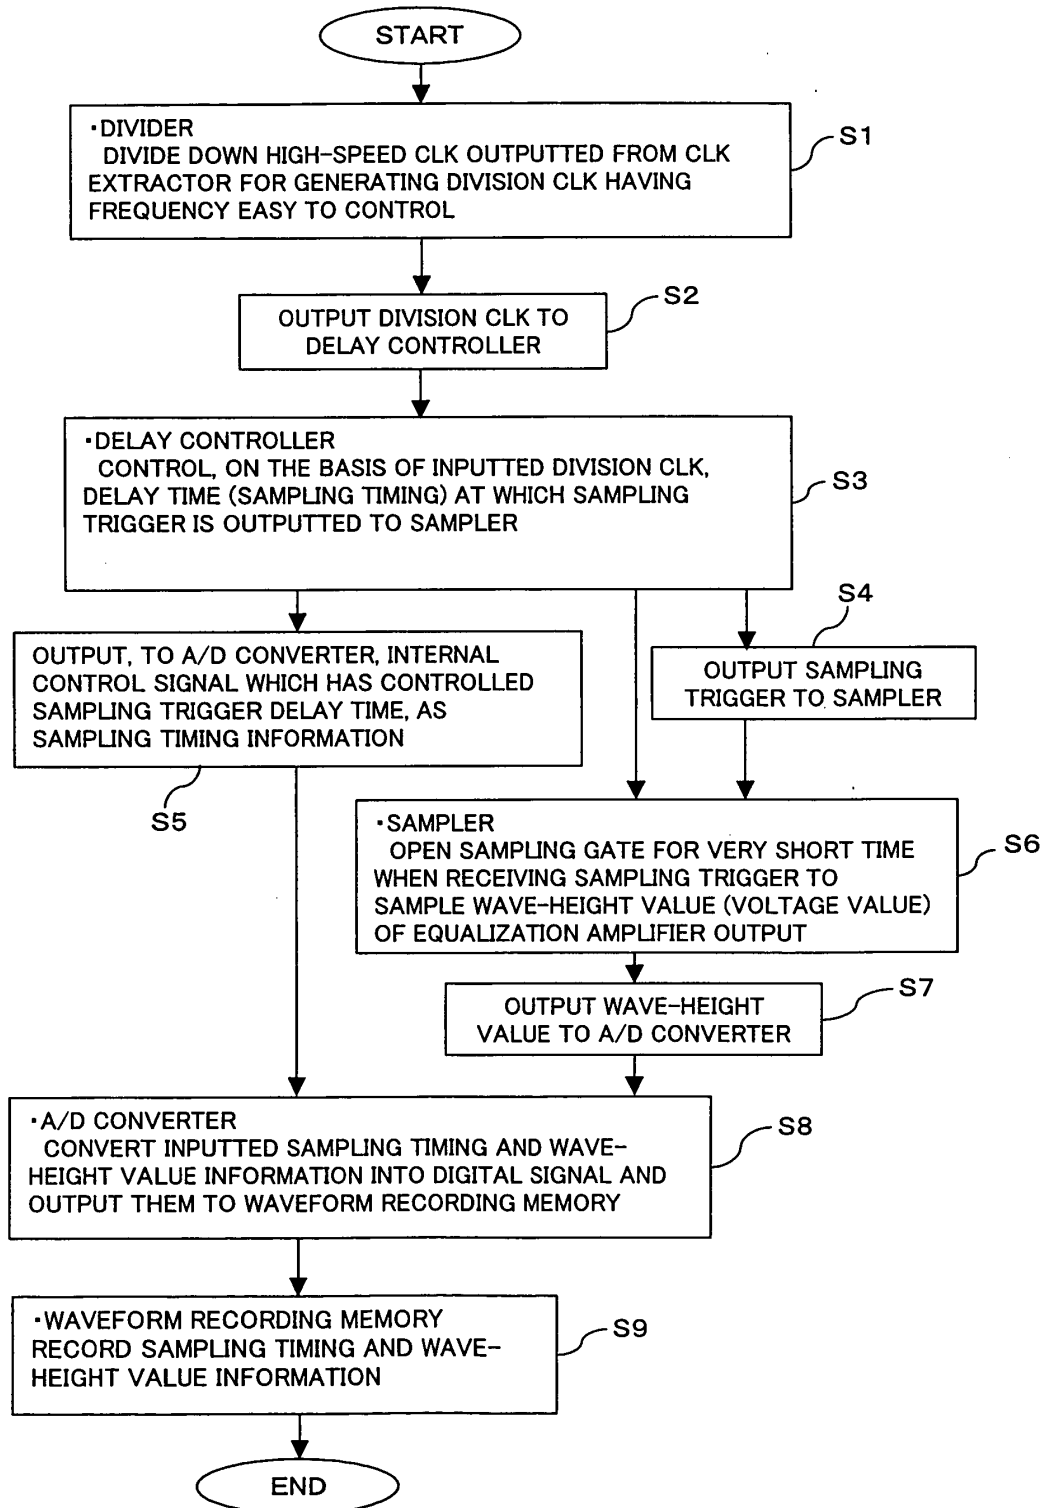 START
・DIVIDER
DIVIDE DOWN HIGH-SPEED CLK OUTPUTTED FROM CLK
EXTRACTOR FOR GENERATING DIVISION CLK HAVING
FREQUENCY EASY TO CONTROL
S1
OUTPUT DIVISION CLK TO
DELAY CONTROLLER
S2
・DELAY CONTROLLER
CONTROL, ON THE BASIS OF INPUTTED DIVISION CLK,
DELAY TIME (SAMPLING TIMING) AT WHICH SAMPLING
TRIGGER IS OUTPUTTED TO SAMPLER
S3
S4
OUTPUT SAMPLING
TRIGGER TO SAMPLER
OUTPUT, TO A/D CONVERTER, INTERNAL
CONTROL SIGNAL WHICH HAS CONTROLLED
SAMPLING TRIGGER DELAY TIME, AS
SAMPLING TIMING INFORMATION
S5
・SAMPLER
OPEN SAMPLING GATE FOR VERY SHORT TIME
WHEN RECEIVING SAMPLING TRIGGER TO
SAMPLE WAVE-HEIGHT VALUE (VOLTAGE VALUE)
OF EQUALIZATION AMPLIFIER OUTPUT
S6
OUTPUT WAVE-HEIGHT
VALUE TO A/D CONVERTER
S7
・A/D CONVERTER
CONVERT INPUTTED SAMPLING TIMING AND WAVE-
HEIGHT VALUE INFORMATION INTO DIGITAL SIGNAL AND
OUTPUT THEM TO WAVEFORM RECORDING MEMORY
S8
・WAVEFORM RECORDING MEMORY
RECORD SAMPLING TIMING AND WAVE-
HEIGHT VALUE INFORMATION
S9
END